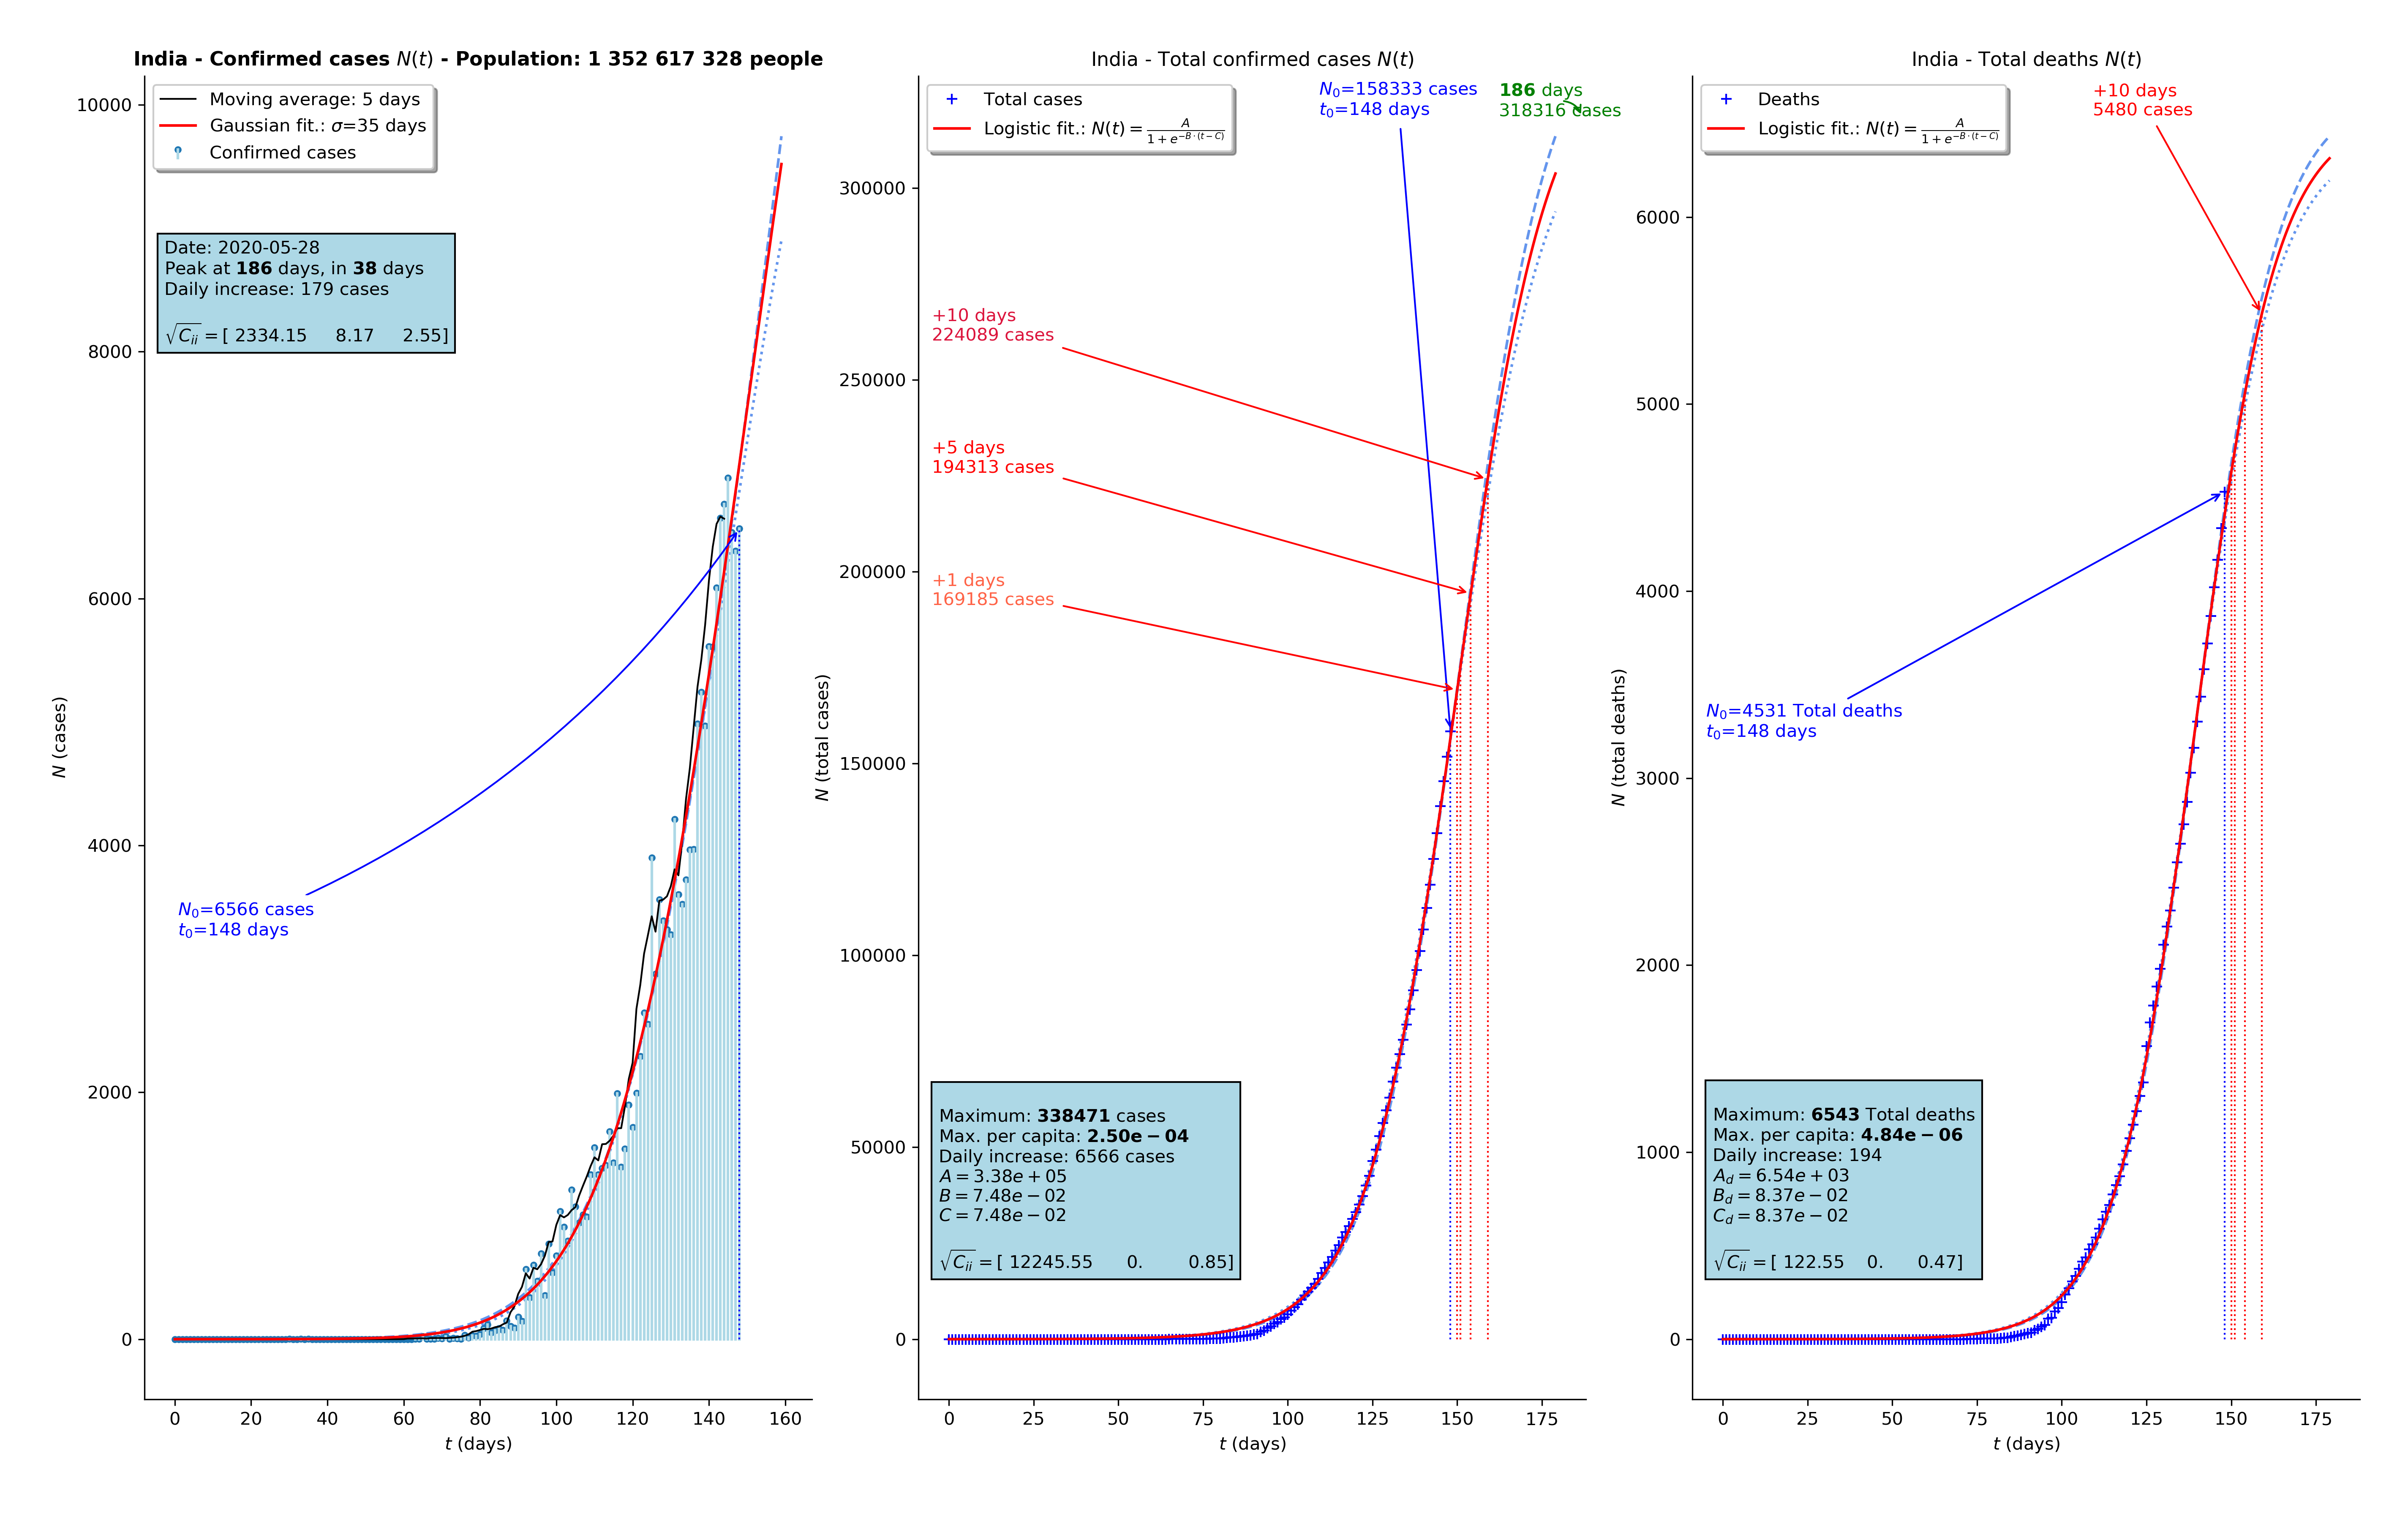 India - Confirmed cases N(t) - Population: 1 352 617 328 people
Moving average: 5 days
Gaussian fit.: σ=35 days
Confirmed cases
Date: 2020-05-28
Peak at 186 days, in 38 days
Daily increase: 179 cases
√C_ii = [ 2334.15 8.17 2.55]
N₀=6566 cases
t₀=148 days
N (cases)
10000
8000
6000
4000
2000
0
0 20 40 60 80 100 120 140 160
t (days)
India - Total confirmed cases N(t)
Total cases
Logistic fit.: N(t) = A / (1 + e^(−B·(t−C)))
N₀=158333 cases
t₀=148 days
186 days
318316 cases
+10 days
224089 cases
+5 days
194313 cases
+1 days
169185 cases
Maximum: 338471 cases
Max. per capita: 2.50e − 04
Daily increase: 6566 cases
A = 3.38e + 05
B = 7.48e − 02
C = 7.48e − 02
√C_ii = [ 12245.55 0. 0.85]
N (total cases)
300000
250000
200000
150000
100000
50000
0
0 25 50 75 100 125 150 175
t (days)
India - Total deaths N(t)
Deaths
Logistic fit.: N(t) = A / (1 + e^(−B·(t−C)))
+10 days
5480 cases
N₀=4531 Total deaths
t₀=148 days
Maximum: 6543 Total deaths
Max. per capita: 4.84e − 06
Daily increase: 194
A_d = 6.54e + 03
B_d = 8.37e − 02
C_d = 8.37e − 02
√C_ii = [ 122.55 0. 0.47]
N (total deaths)
6000
5000
4000
3000
2000
1000
0
0 25 50 75 100 125 150 175
t (days)